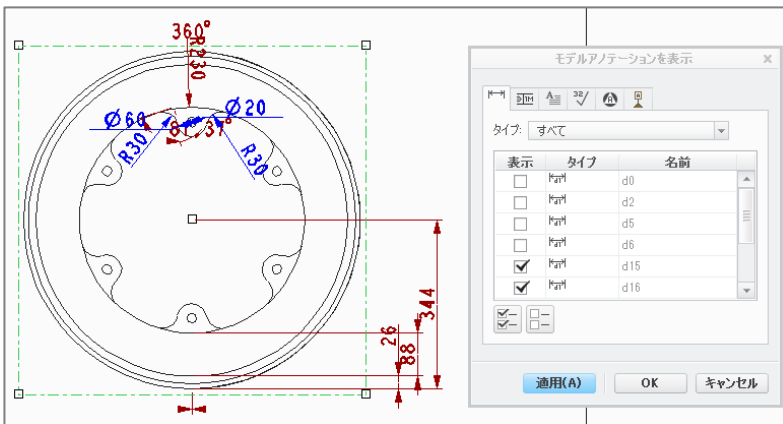 360°
R230
Ø60
Ø20
81.37°
R30
R30
344
26
88
モデルアノテーションを表示
タイプ: すべて
表示 タイプ 名前
d0
d2
d5
d6
d15
d16
適用(A) OK キャンセル